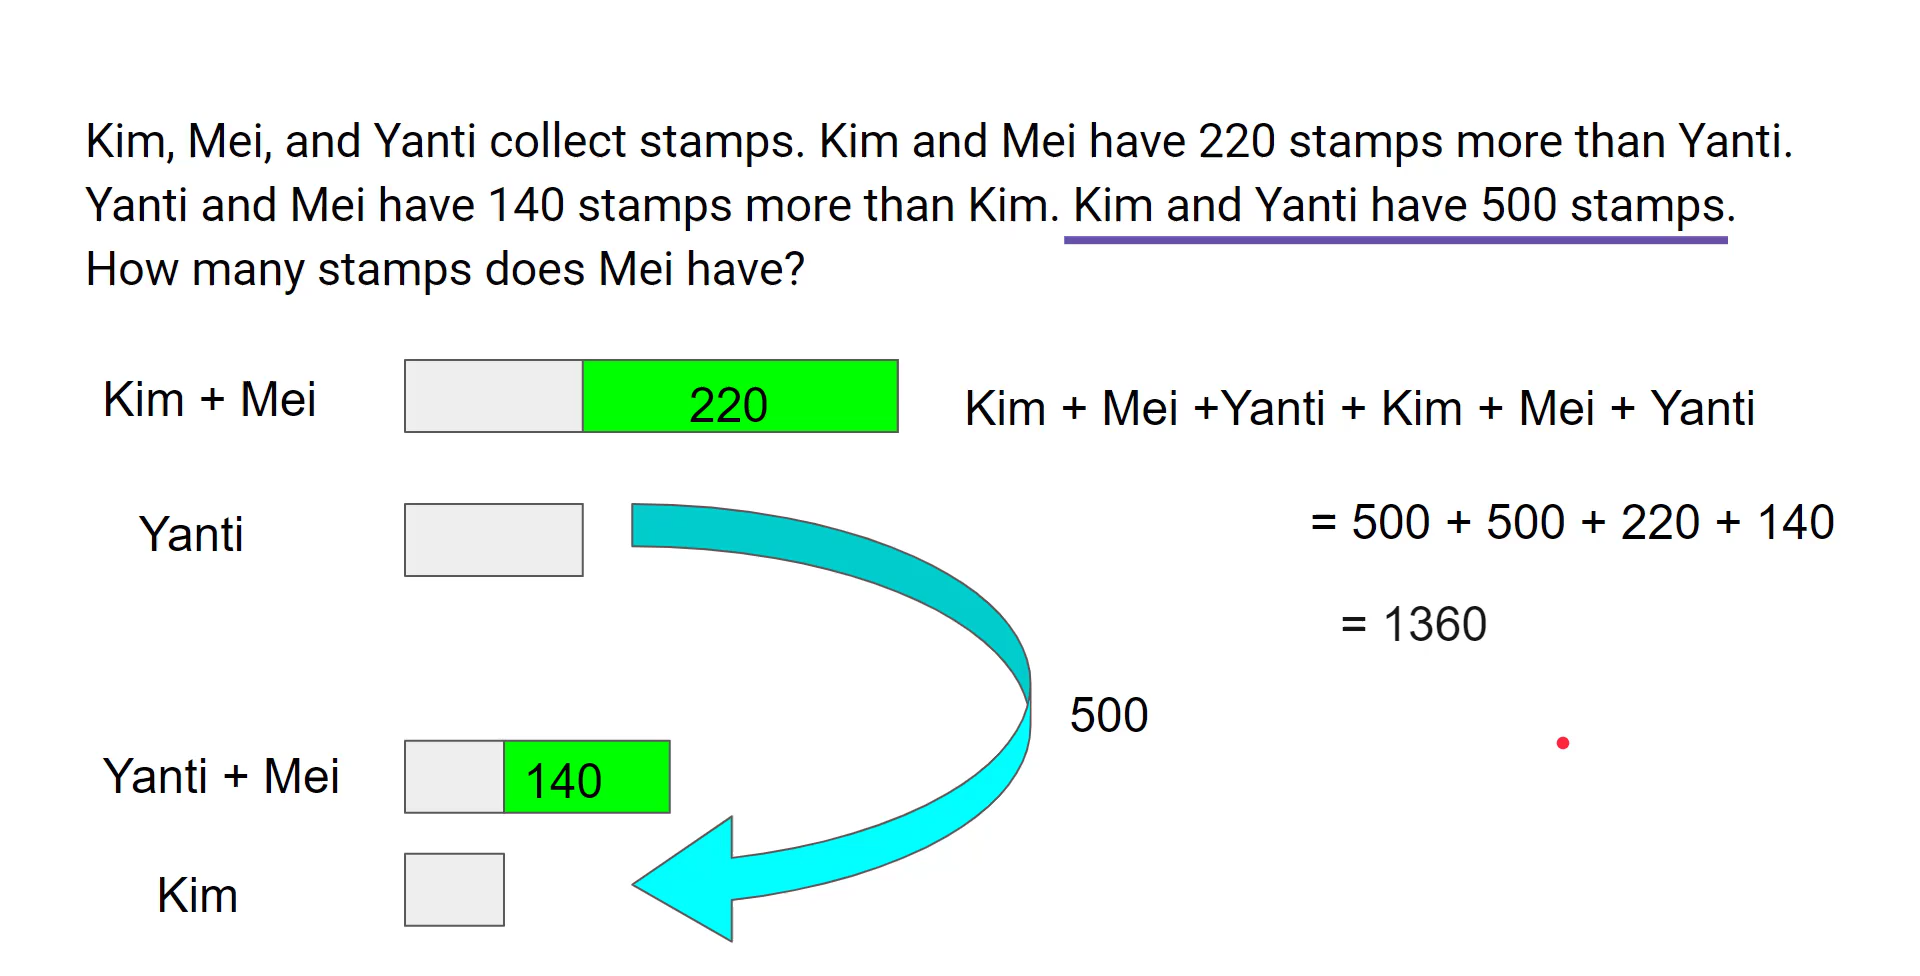 Kim, Mei, and Yanti collect stamps. Kim and Mei have 220 stamps more than Yanti.
Yanti and Mei have 140 stamps more than Kim. Kim and Yanti have 500 stamps.
How many stamps does Mei have?
Kim + Mei
220
Kim + Mei +Yanti + Kim + Mei + Yanti
Yanti
= 500 + 500 + 220 + 140
= 1360
500
Yanti + Mei
140
Kim